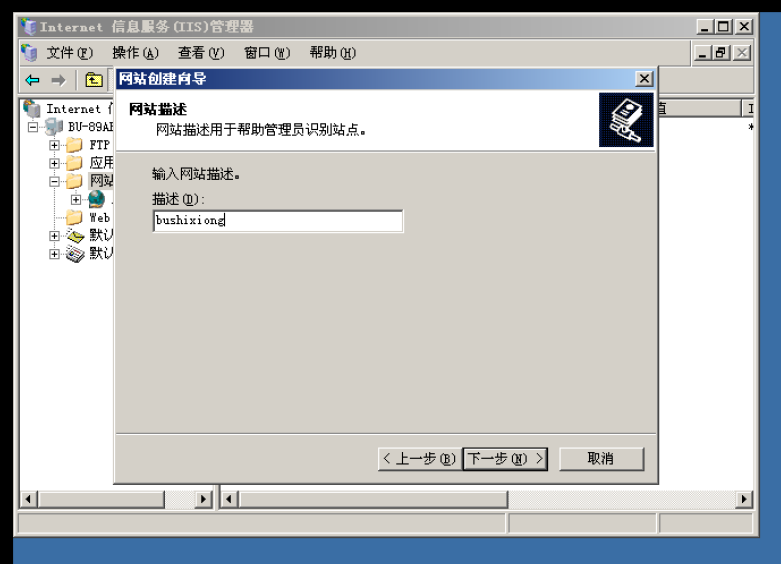 Internet 信息服务(IIS)管理器
文件(F) 操作(A) 查看(V) 窗口(W) 帮助(H)
网站创建向导
网站描述
网站描述用于帮助管理员识别站点。
输入网站描述。
描述(D):
bushixiong
< 上一步(B) 下一步(N) > 取消
Internet
BU-89A
FTP
应用
网站
Web
默认
默认
值